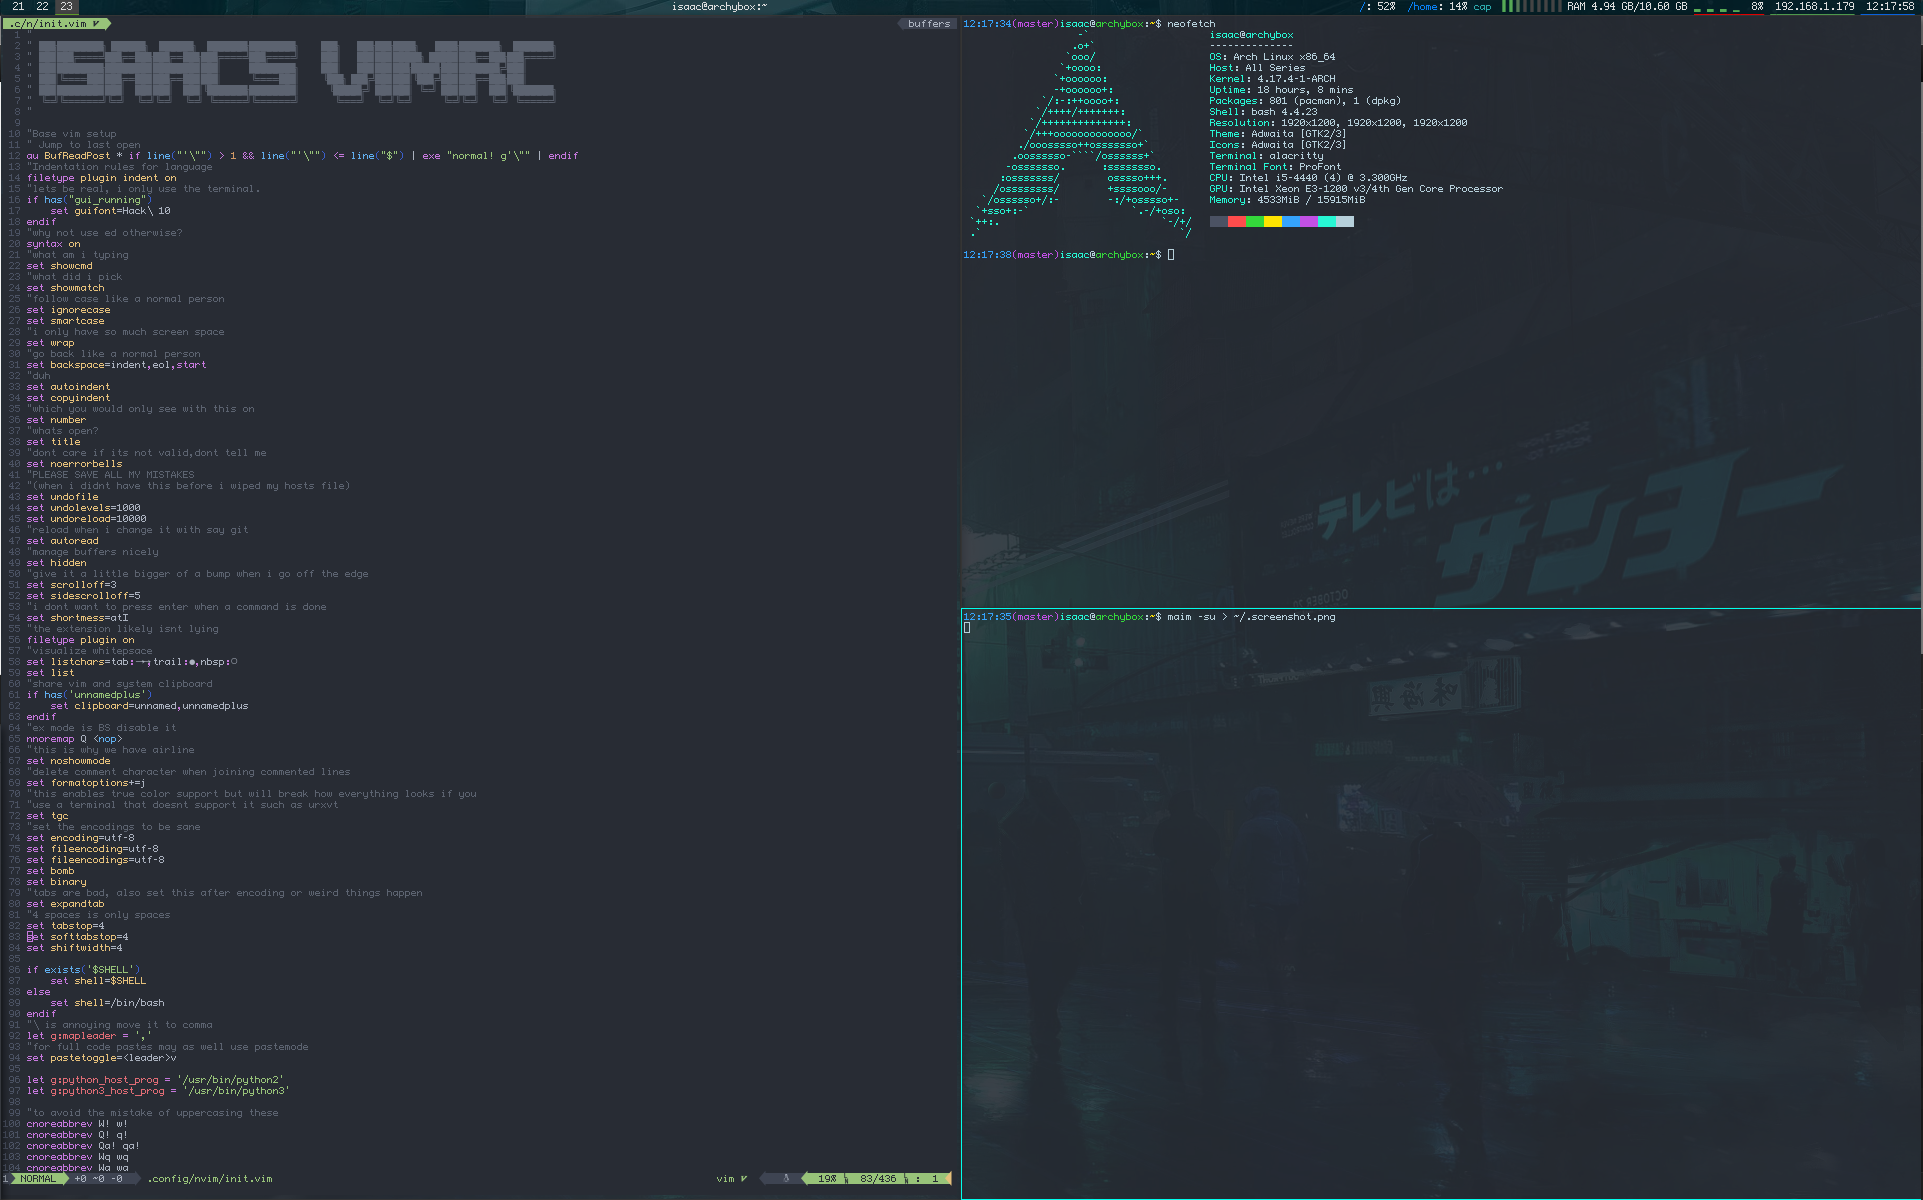 21 22 23
isaac@archybox:~
/: 52% /home: 14% cap RAM 4.94 GB/10.60 GB 8% 192.168.1.179 12:17:58
.c/n/init.vim
buffers
1 "
2 "
3 "
4 "
5 "
6 "
7 "
8 "
9
10 "Base vim setup
11 " Jump to last open
12 au BufReadPost * if line("'\"") > 1 && line("'\"") <= line("$") | exe "normal! g'\"" | endif
13 "Indentation rules for language
14 filetype plugin indent on
15 "lets be real, i only use the terminal.
16 if has("gui_running")
17     set guifont=Hack\ 10
18 endif
19 "why not use ed otherwise?
20 syntax on
21 "what am i typing
22 set showcmd
23 "what did i pick
24 set showmatch
25 "follow case like a normal person
26 set ignorecase
27 set smartcase
28 "i only have so much screen space
29 set wrap
30 "go back like a normal person
31 set backspace=indent,eol,start
32 "duh
33 set autoindent
34 set copyindent
35 "which you would only see with this on
36 set number
37 "whats open?
38 set title
39 "dont care if its not valid,dont tell me
40 set noerrorbells
41 "PLEASE SAVE ALL MY MISTAKES
42 "(when i didnt have this before i wiped my hosts file)
43 set undofile
44 set undolevels=1000
45 set undoreload=10000
46 "reload when i change it with say git
47 set autoread
48 "manage buffers nicely
49 set hidden
50 "give it a little bigger of a bump when i go off the edge
51 set scrolloff=3
52 set sidescrolloff=5
53 "i dont want to press enter when a command is done
54 set shortmess=atI
55 "the extension likely isnt lying
56 filetype plugin on
57 "visualize whitepsace
58 set listchars=tab:→→,trail:●,nbsp:○
59 set list
60 "share vim and system clipboard
61 if has('unnamedplus')
62     set clipboard=unnamed,unnamedplus
63 endif
64 "ex mode is BS disable it
65 nnoremap Q <nop>
66 "this is why we have airline
67 set noshowmode
68 "delete comment character when joining commented lines
69 set formatoptions+=j
70 "this enables true color support but will break how everything looks if you
71 "use a terminal that doesnt support it such as urxvt
72 set tgc
73 "set the encodings to be sane
74 set encoding=utf-8
75 set fileencoding=utf-8
76 set fileencodings=utf-8
77 set bomb
78 set binary
79 "tabs are bad, also set this after encoding or weird things happen
80 set expandtab
81 "4 spaces is only spaces
82 set tabstop=4
83 set softtabstop=4
84 set shiftwidth=4
85
86 if exists('$SHELL')
87     set shell=$SHELL
88 else
89     set shell=/bin/bash
90 endif
91 "\ is annoying move it to comma
92 let g:mapleader = ','
93 "for full code pastes may as well use pastemode
94 set pastetoggle=<leader>v
95
96 let g:python_host_prog = '/usr/bin/python2'
97 let g:python3_host_prog = '/usr/bin/python3'
98
99 "to avoid the mistake of uppercasing these
100 cnoreabbrev W! w!
101 cnoreabbrev Q! q!
102 cnoreabbrev Qa! qa!
103 cnoreabbrev Wq wq
104 cnoreabbrev Wa wa
1 NORMAL +0 ~0 -0 .config/nvim/init.vim vim 19% 83/436 : 1
12:17:34(master)isaac@archybox:~$ neofetch
isaac@archybox
--------------
OS: Arch Linux x86_64
Host: All Series
Kernel: 4.17.4-1-ARCH
Uptime: 18 hours, 8 mins
Packages: 801 (pacman), 1 (dpkg)
Shell: bash 4.4.23
Resolution: 1920x1200, 1920x1200, 1920x1200
Theme: Adwaita [GTK2/3]
Icons: Adwaita [GTK2/3]
Terminal: alacritty
Terminal Font: ProFont
CPU: Intel i5-4440 (4) @ 3.300GHz
GPU: Intel Xeon E3-1200 v3/4th Gen Core Processor
Memory: 4533MiB / 15915MiB
12:17:38(master)isaac@archybox:~$
テレビは…
サンヨー
12:17:35(master)isaac@archybox:~$ maim -su > ~/.screenshot.png